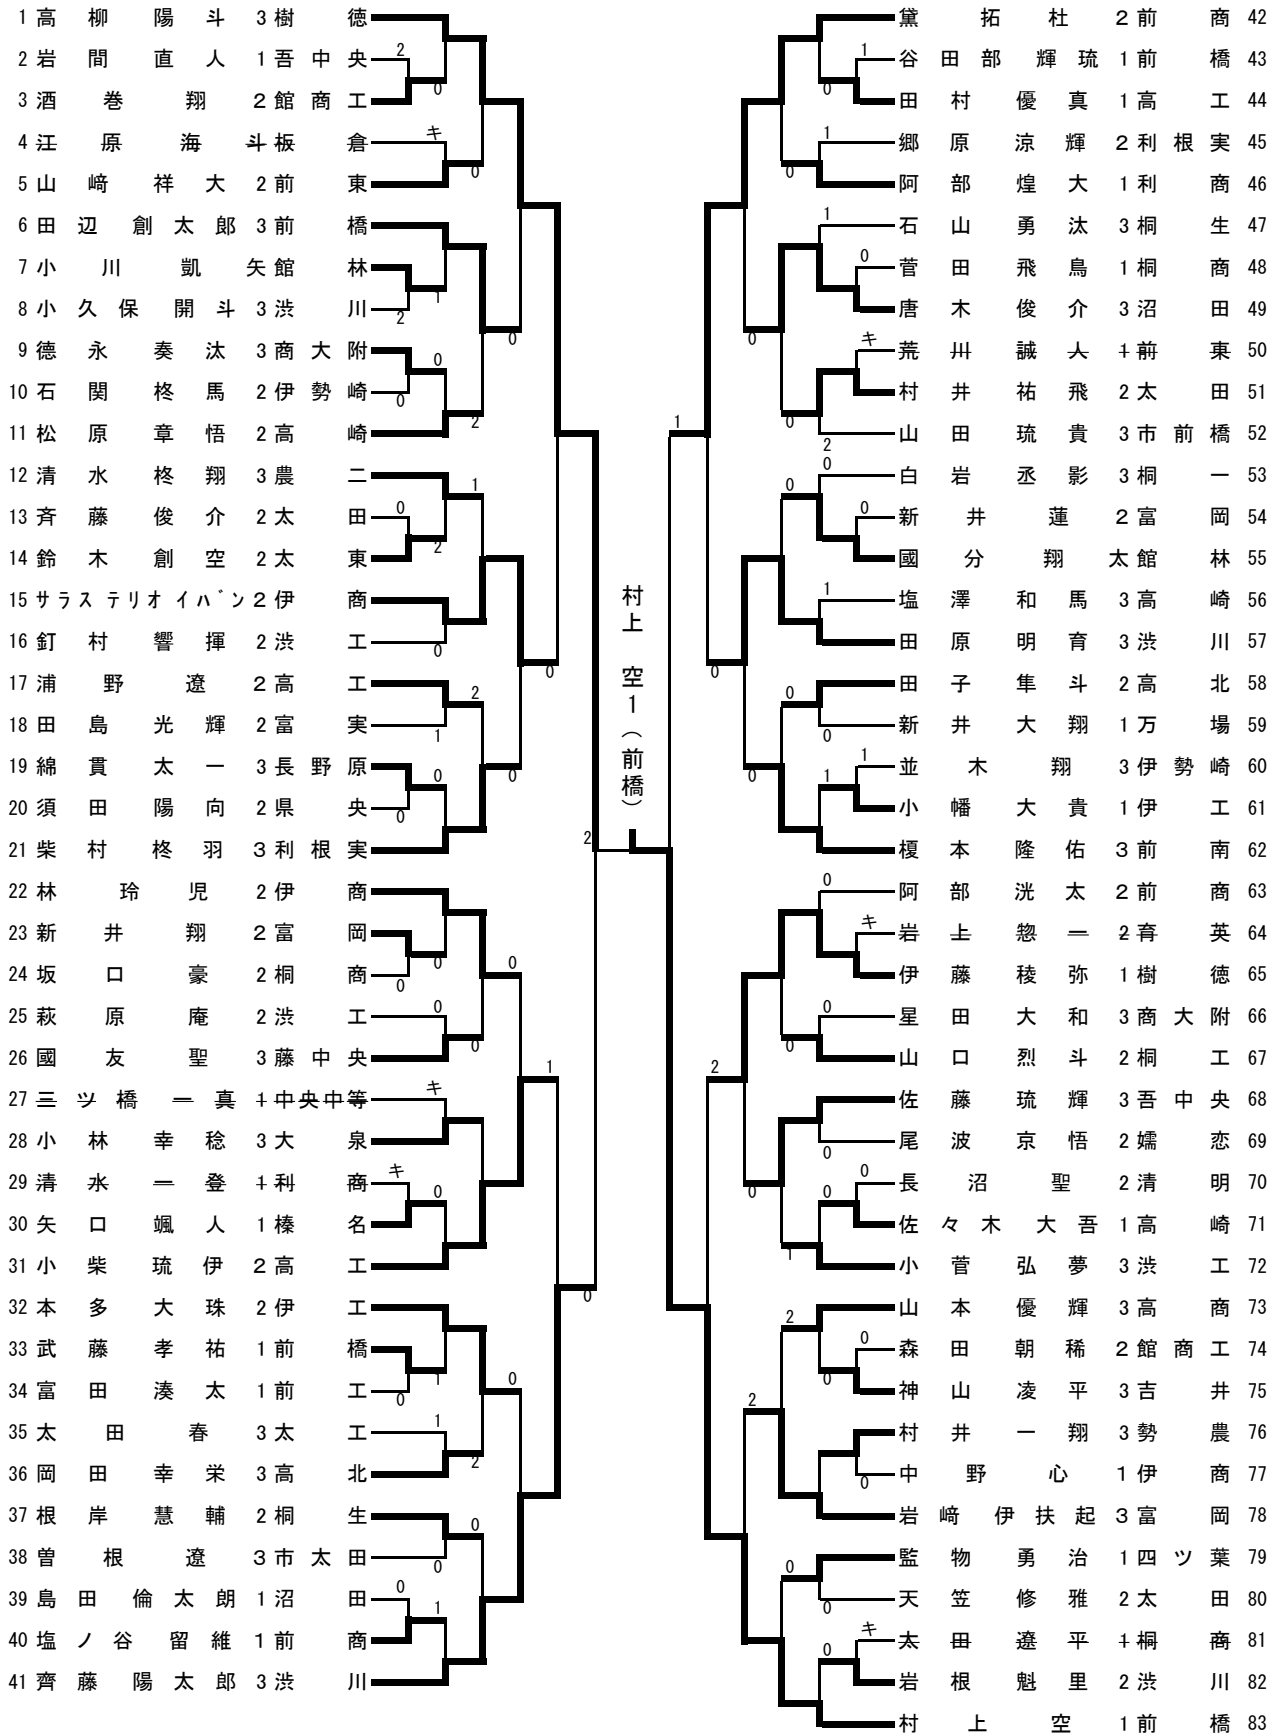 1 高柳 陽斗 3 樹徳
2 岩間 直人 1 吾中央
3 酒巻 翔 2 館商工
4 江原 海斗 板倉
5 山﨑 祥大 2 前東
6 田辺 創太郎 3 前橋
7 小川 凱矢 館林
8 小久保 開斗 3 渋川
9 德永 奏汰 3 商大附
10 石関 柊馬 2 伊勢崎
11 松原 章悟 2 高崎
12 清水 柊翔 3 農二
13 斉藤 俊介 2 太田
14 鈴木 創空 2 太東
15 サラス テリオ イバン 2 伊商
16 釘村 響揮 2 渋工
17 浦野 遼 2 高工
18 田島 光輝 2 富実
19 綿貫 太一 3 長野原
20 須田 陽向 2 県央
21 柴村 柊羽 3 利根実
22 林 玲児 2 伊商
23 新井 翔 2 富岡
24 坂口 豪 2 桐商
25 萩原 庵 2 渋工
26 國友 聖 3 藤中央
27 三ツ橋 一真 1 中央中等
28 小林 幸稔 3 大泉
29 清水 一登 1 利商
30 矢口 颯人 1 榛名
31 小柴 琉伊 2 高工
32 本多 大珠 2 伊工
33 武藤 孝祐 1 前橋
34 富田 湊太 1 前工
35 太田 春 3 太工
36 岡田 幸栄 3 高北
37 根岸 慧輔 2 桐生
38 曽根 遼 3 市太田
39 島田 倫太朗 1 沼田
40 塩ノ谷 留維 1 前商
41 齊藤 陽太郎 3 渋川
村上 空1（前橋）
黛 拓杜 2 前商 42
谷田部 輝琉 1 前橋 43
田村 優真 1 高工 44
郷原 涼輝 2 利根実 45
阿部 煌大 1 利商 46
石山 勇汰 3 桐生 47
菅田 飛鳥 1 桐商 48
唐木 俊介 3 沼田 49
荒川 誠人 1 前東 50
村井 祐飛 2 太田 51
山田 琉貴 3 市前橋 52
白岩 丞影 3 桐一 53
新井 蓮 2 富岡 54
國分 翔太 館林 55
塩澤 和馬 3 高崎 56
田原 明育 3 渋川 57
田子 隼斗 2 高北 58
新井 大翔 1 万場 59
並木 翔 3 伊勢崎 60
小幡 大貴 1 伊工 61
榎本 隆佑 3 前南 62
阿部 洸太 2 前商 63
岩上 惣一 2 育英 64
伊藤 稜弥 1 樹徳 65
星田 大和 3 商大附 66
山口 烈斗 2 桐工 67
佐藤 琉輝 3 吾中央 68
尾波 京悟 2 嬬恋 69
長沼 聖 2 清明 70
佐々木 大吾 1 高崎 71
小菅 弘夢 3 渋工 72
山本 優輝 3 高商 73
森田 朝稀 2 館商工 74
神山 凌平 3 吉井 75
村井 一翔 3 勢農 76
中野 心 1 伊商 77
岩﨑 伊扶起 3 富岡 78
監物 勇治 1 四ツ葉 79
天笠 修雅 2 太田 80
太田 遼平 1 桐商 81
岩根 魁里 2 渋川 82
村上 空 1 前橋 83